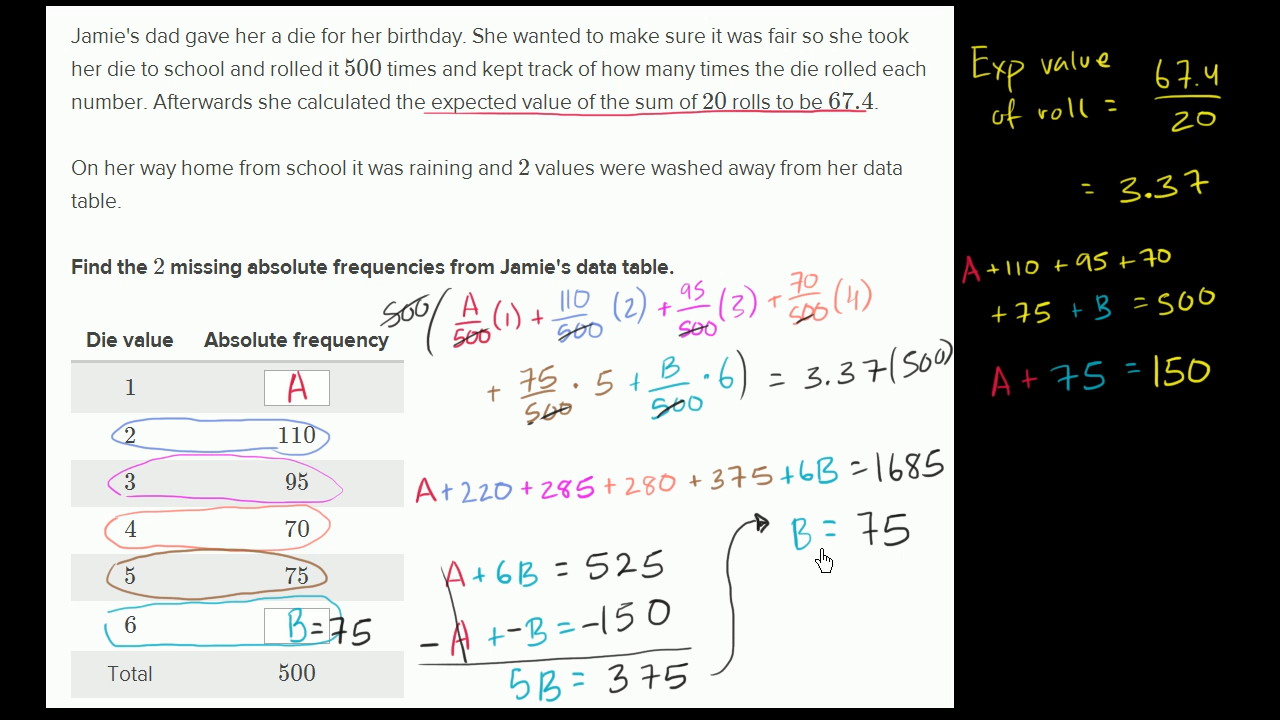 Jamie's dad gave her a die for her birthday. She wanted to make sure it was fair so she took
her die to school and rolled it 500 times and kept track of how many times the die rolled each
number. Afterwards she calculated the expected value of the sum of 20 rolls to be 67.4.
On her way home from school it was raining and 2 values were washed away from her data
table.
Find the 2 missing absolute frequencies from Jamie's data table.
Die value Absolute frequency
1 A
2 110
3 95
4 70
5 75
6 B=75
Total 500
500(A/500(1) + 110/500(2) + 95/500(3) + 70/500(4)
+ 75/500 · 5 + B/500 · 6) = 3.37(500)
A+220 + 285 + 280 + 375 +6B =1685
A + 6B = 525
-A + -B = -150
5B = 375
B = 75
Exp value
of roll = 67.4/20
= 3.37
A +110 + 95 + 70
+ 75 + B = 500
A + 75 = 150